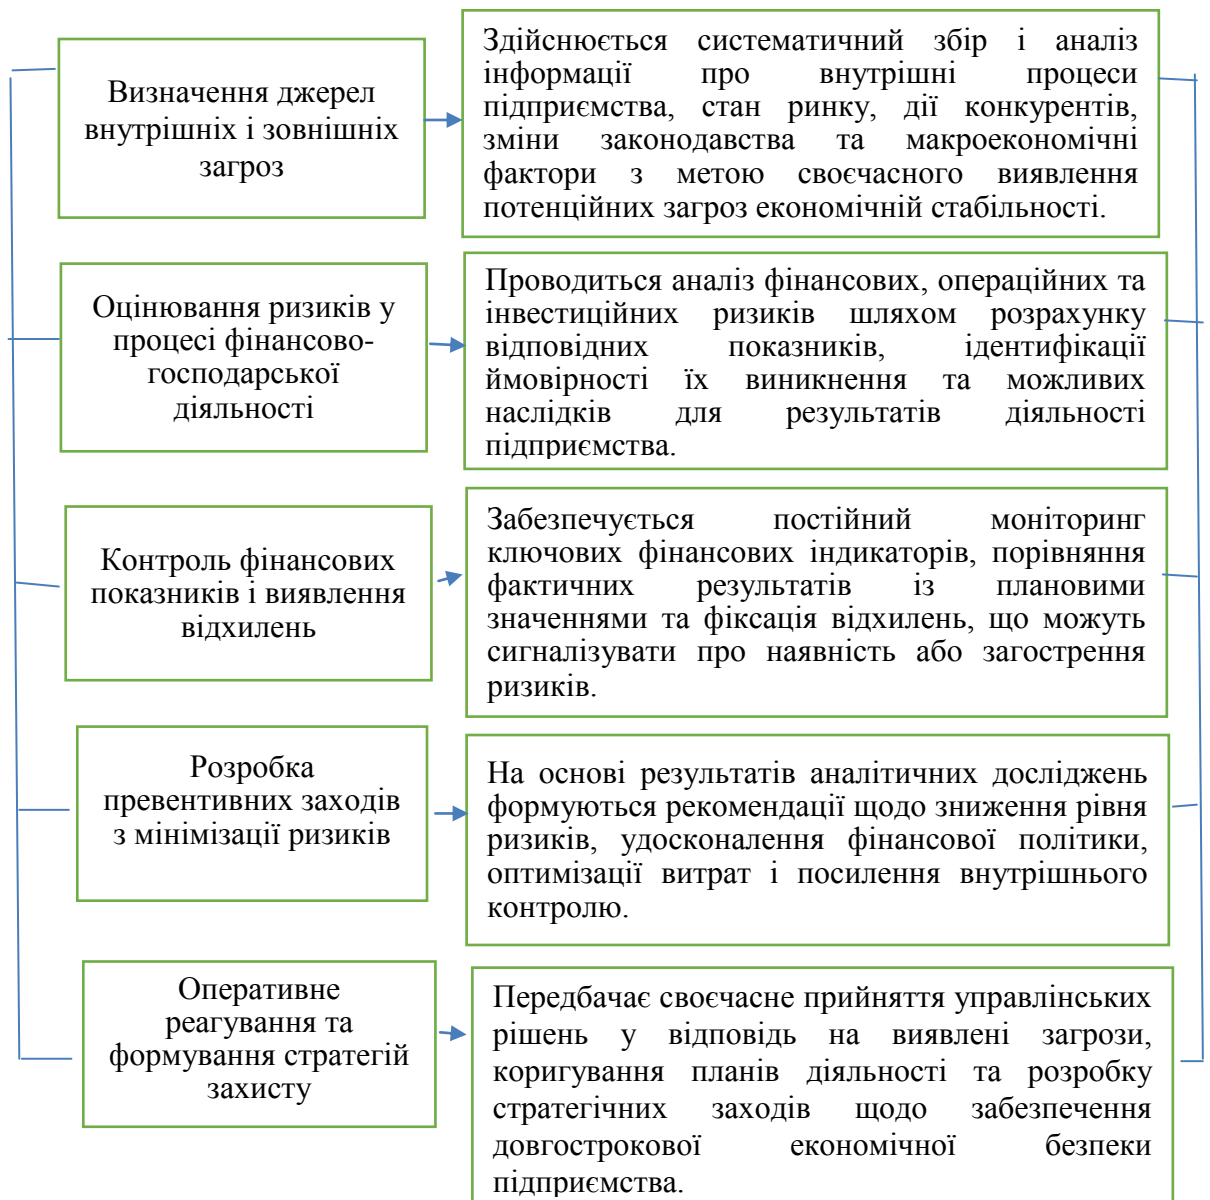 Визначення джерел
внутрішніх і зовнішніх
загроз
Здійснюється систематичний збір і аналіз
інформації про внутрішні процеси
підприємства, стан ринку, дії конкурентів,
зміни законодавства та макроекономічні
фактори з метою своєчасного виявлення
потенційних загроз економічній стабільності.
Оцінювання ризиків у
процесі фінансово-
господарської
діяльності
Проводиться аналіз фінансових, операційних та
інвестиційних ризиків шляхом розрахунку
відповідних показників, ідентифікації
ймовірності їх виникнення та можливих
наслідків для результатів діяльності
підприємства.
Контроль фінансових
показників і виявлення
відхилень
Забезпечується постійний моніторинг
ключових фінансових індикаторів, порівняння
фактичних результатів із плановими
значеннями та фіксація відхилень, що можуть
сигналізувати про наявність або загострення
ризиків.
Розробка
превентивних заходів
з мінімізації ризиків
На основі результатів аналітичних досліджень
формуються рекомендації щодо зниження рівня
ризиків, удосконалення фінансової політики,
оптимізації витрат і посилення внутрішнього
контролю.
Оперативне
реагування та
формування стратегій
захисту
Передбачає своєчасне прийняття управлінських
рішень у відповідь на виявлені загрози,
коригування планів діяльності та розробку
стратегічних заходів щодо забезпечення
довгострокової економічної безпеки
підприємства.